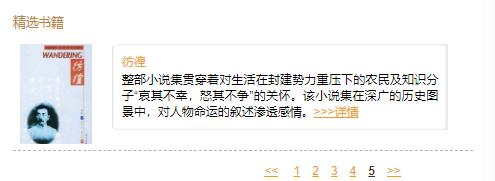 精选书籍
WANDERING
彷徨
彷徨
整部小说集贯穿着对生活在封建势力重压下的农民及知识分
子“哀其不幸，怒其不争”的关怀。该小说集在深广的历史图
景中，对人物命运的叙述渗透感情。>>>详情
<< 1 2 3 4 5 >>